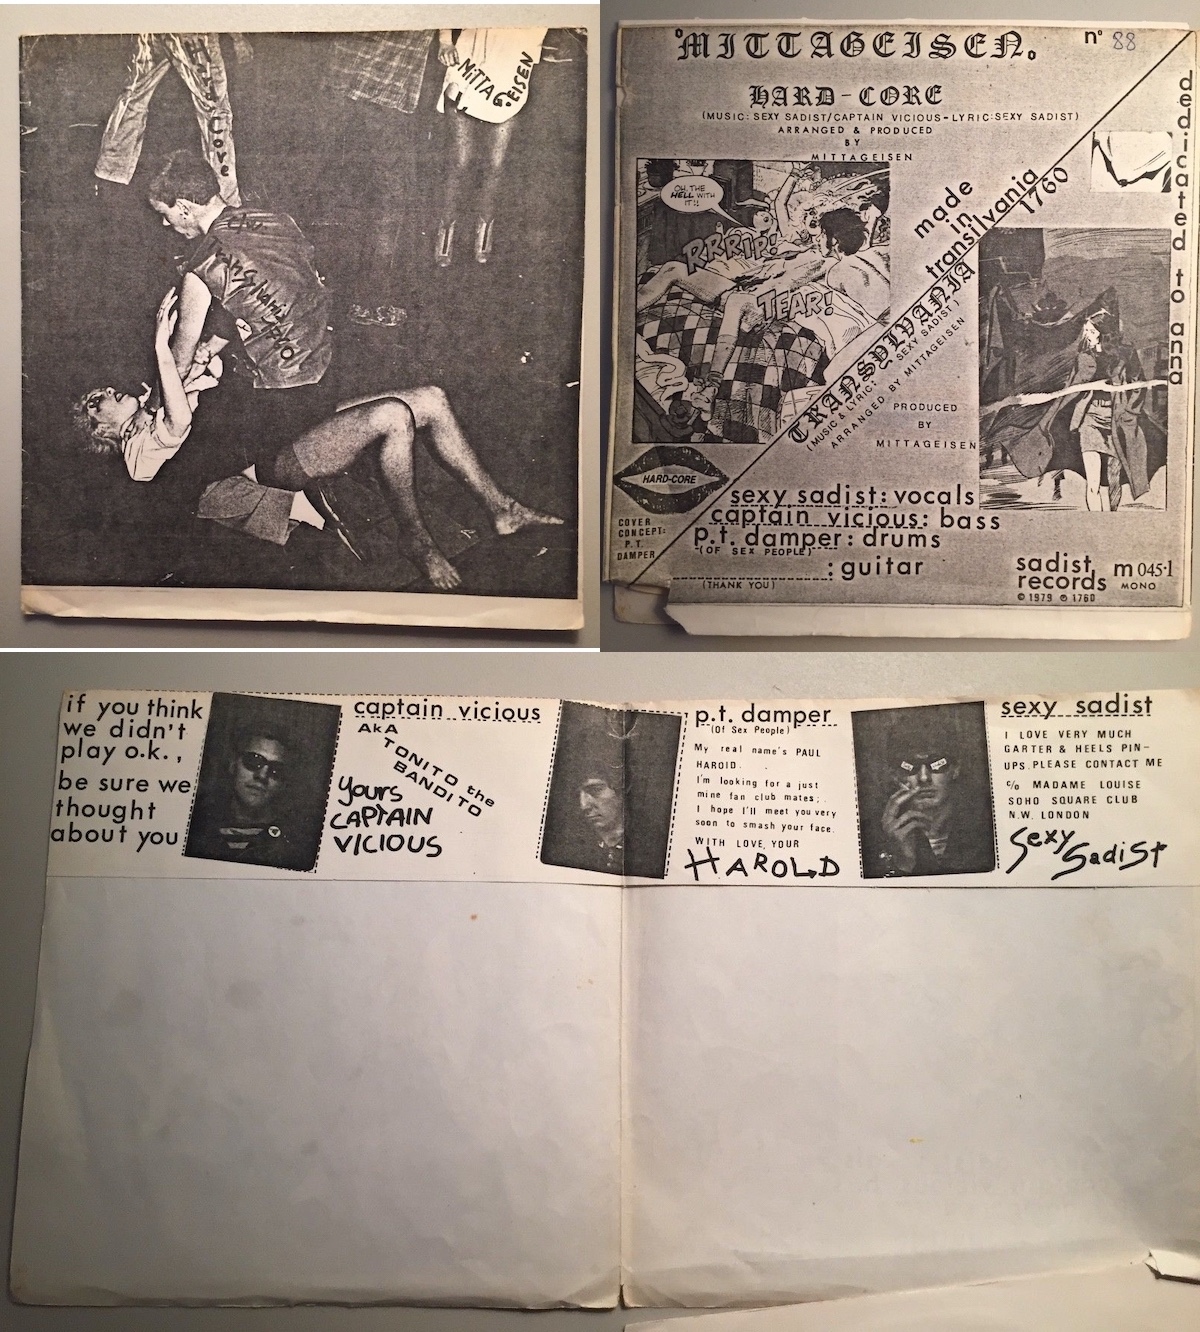 Hard Core
the
transilvania
MITTAGEISEN
°MITTAGEISEN°
nº 88
HARD-CORE
(MUSIC: SEXY SADIST/CAPTAIN VICIOUS-LYRIC:SEXY SADIST)
ARRANGED & PRODUCED
BY
MITTAGEISEN
OH, THE
HELL WITH
IT!!
RRRIP!
TEAR!
made
in
transilvania
1760
dedicated to anna
TRANSYLVANIA
(MUSIC & LYRIC: SEXY SADIST)
ARRANGED BY MITTAGEISEN
PRODUCED
BY
MITTAGEISEN
HARD-CORE
COVER
CONCEPT:
P.T.
DAMPER
sexy sadist: vocals
captain vicious: bass
p.t. damper: drums
(OF SEX PEOPLE)
:guitar
(THANK YOU)
sadist
records
© 1979 ℗ 1760
m 045·1
MONO
if you think
we didn't
play o.k.,
be sure we
thought
about you
captain vicious
AKA
TONITO the
BANDITO
yours
CAPTAIN
VICIOUS
p.t. damper
(Of Sex People)
My real name's PAUL
HAROLD.
I'm looking for a just
mine fan club mates;
I hope I'll meet you very
soon to smash your face.
WITH LOVE, YOUR
HAROLD
sexy sadist
I LOVE VERY MUCH
GARTER & HEELS PIN-
UPS. PLEASE CONTACT ME
c/o MADAME LOUISE
SOHO SQUARE CLUB
N.W. LONDON
Sexy
SadiSt